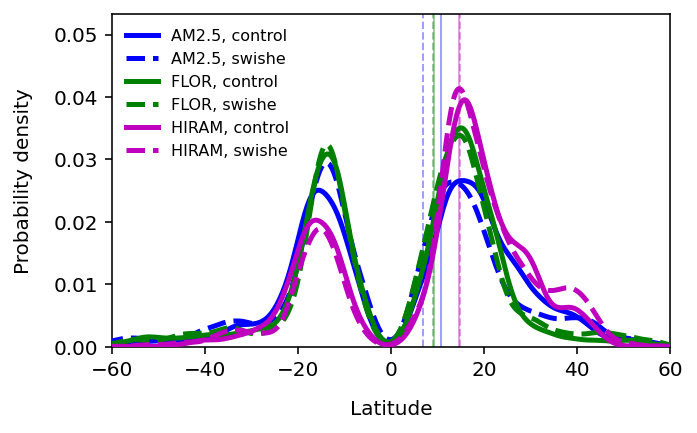 0.05
0.04
0.03
0.02
0.01
0.00
Probability density
AM2.5, control
AM2.5, swishe
FLOR, control
FLOR, swishe
HIRAM, control
HIRAM, swishe
−60 −40 −20 0 20 40 60
Latitude